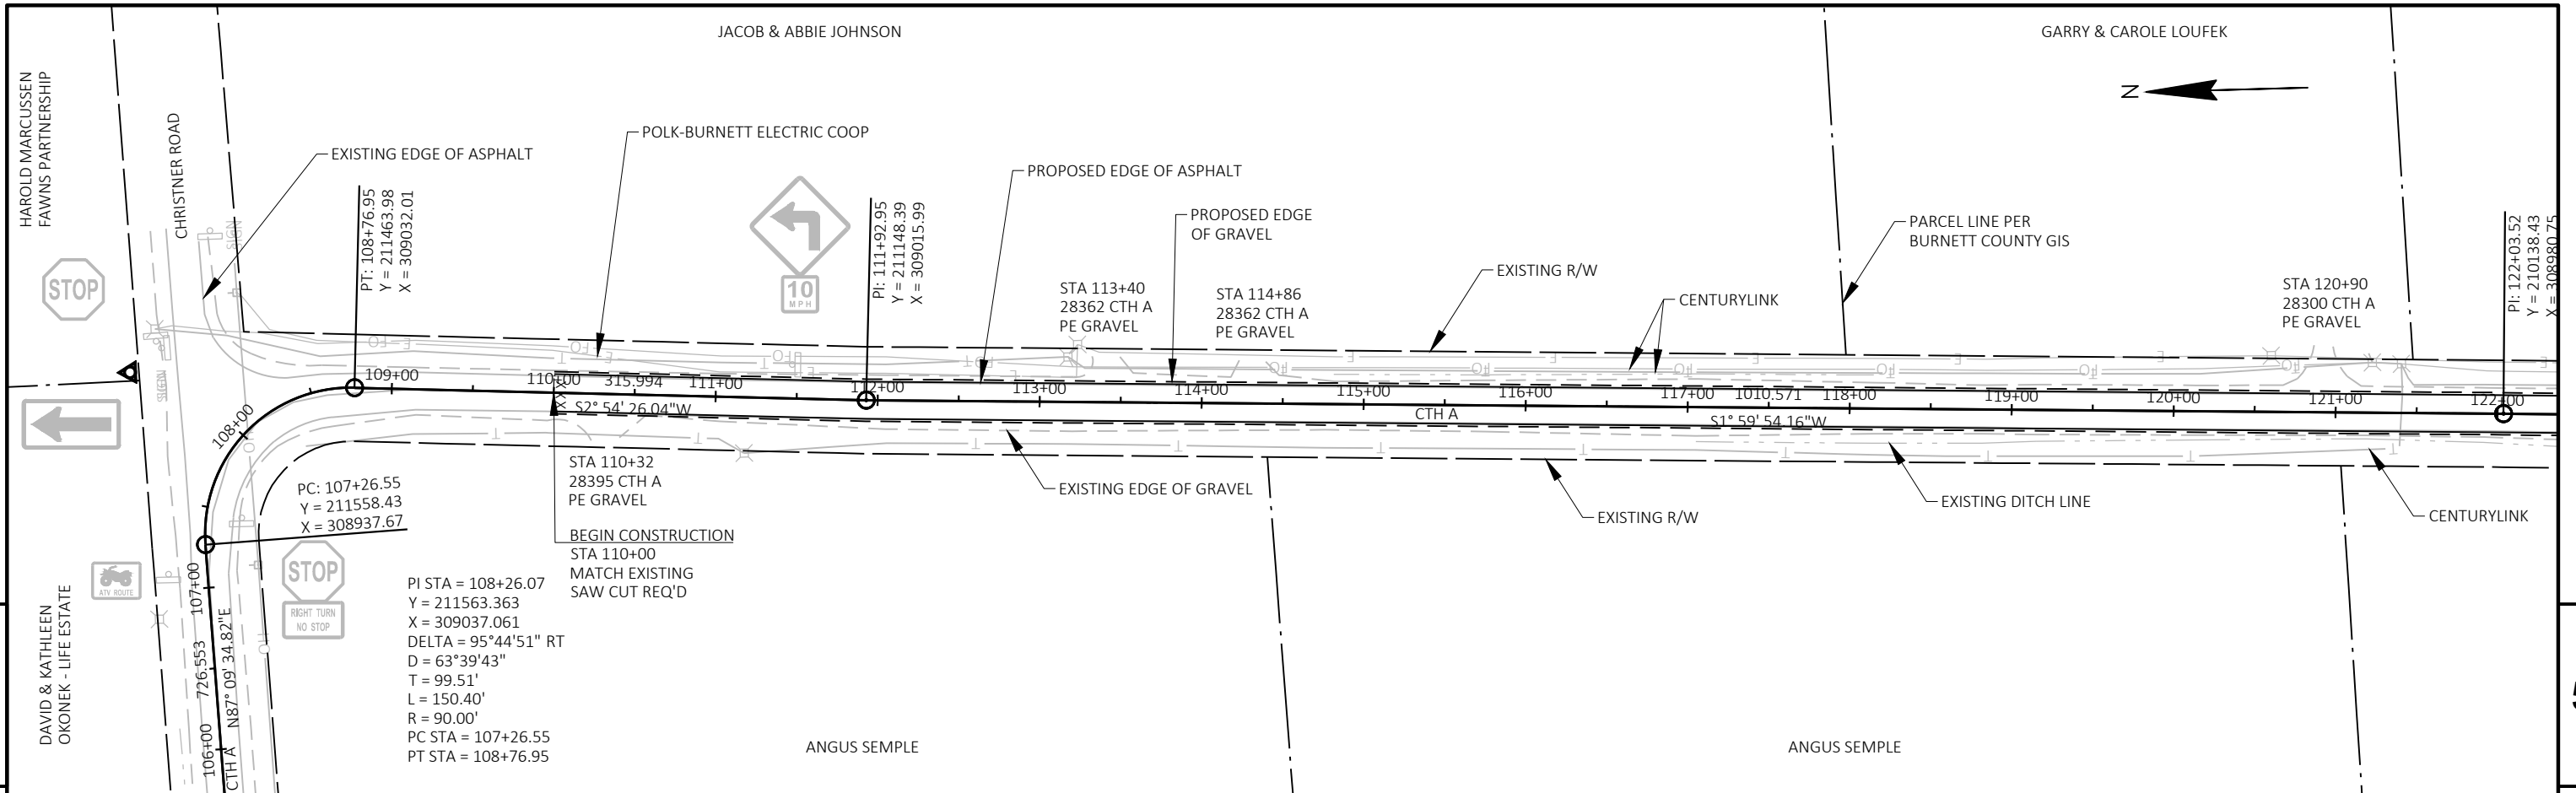 JACOB & ABBIE JOHNSON
GARRY & CAROLE LOUFEK
HAROLD MARCUSSEN
FAWNS PARTNERSHIP
CHRISTNER ROAD
N
EXISTING EDGE OF ASPHALT
POLK-BURNETT ELECTRIC COOP
PROPOSED EDGE OF ASPHALT
PROPOSED EDGE
OF GRAVEL
PARCEL LINE PER
BURNETT COUNTY GIS
EXISTING R/W
CENTURYLINK
STOP
SIGN
PT: 108+76.95
Y = 211463.98
X = 309032.01
10
MPH
PI: 111+92.95
Y = 211148.39
X = 309015.99
STA 113+40
28362 CTH A
PE GRAVEL
STA 114+86
28362 CTH A
PE GRAVEL
STA 120+90
28300 CTH A
PE GRAVEL
PI: 122+03.52
Y = 210138.43
X = 308980.75
SIGN
108+00
109+00
110+00
315.994
111+00
112+00
113+00
114+00
115+00
116+00
117+00
1010.571
118+00
119+00
120+00
121+00
122+00
S2° 54' 26.04"W
CTH A
S1° 59' 54.16"W
STA 110+32
28395 CTH A
PE GRAVEL
BEGIN CONSTRUCTION
STA 110+00
MATCH EXISTING
SAW CUT REQ'D
EXISTING EDGE OF GRAVEL
EXISTING R/W
EXISTING DITCH LINE
CENTURYLINK
PC: 107+26.55
Y = 211558.43
X = 308937.67
STOP
RIGHT TURN
NO STOP
ATV ROUTE
DAVID & KATHLEEN
OKONEK - LIFE ESTATE
106+00
726.553
107+00
CTH A
N87° 09' 34.82"E
PI STA = 108+26.07
Y = 211563.363
X = 309037.061
DELTA = 95°44'51" RT
D = 63°39'43"
T = 99.51'
L = 150.40'
R = 90.00'
PC STA = 107+26.55
PT STA = 108+76.95
ANGUS SEMPLE
ANGUS SEMPLE